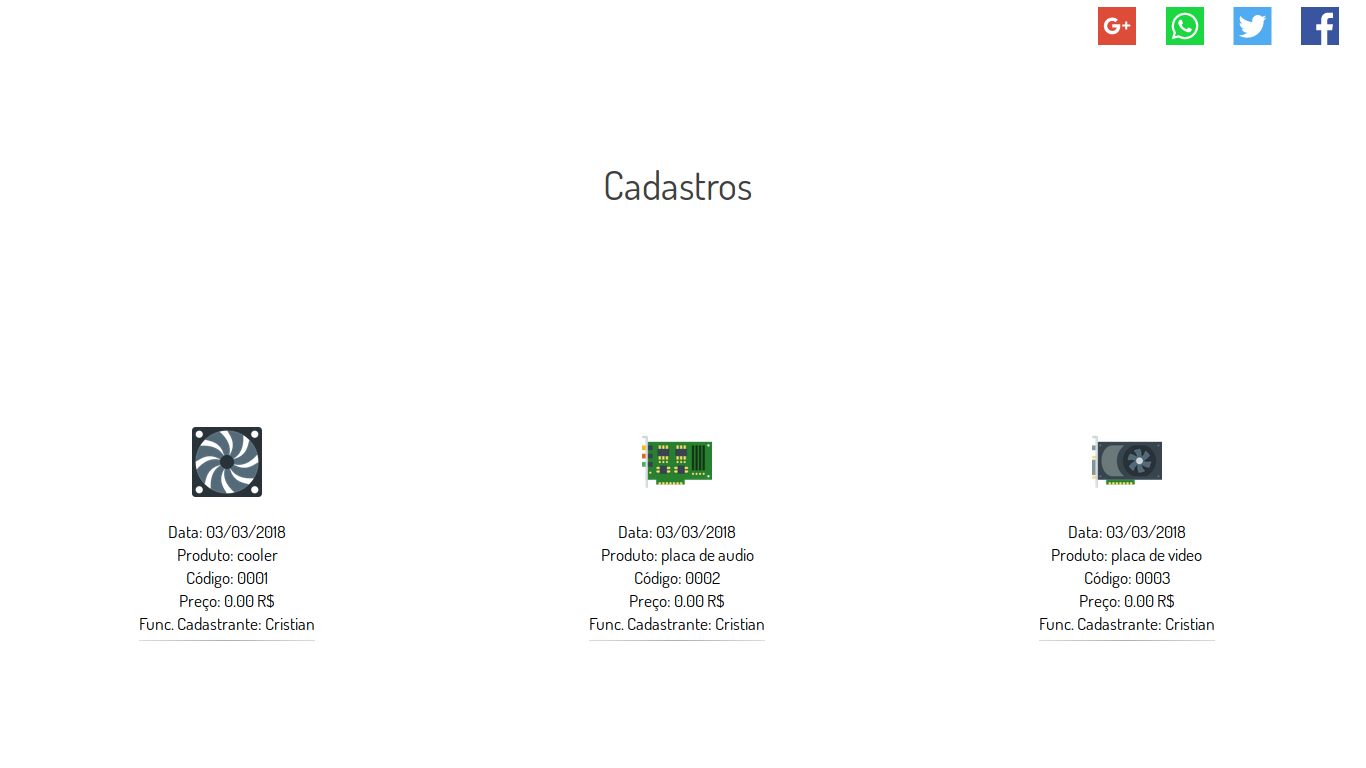 G+
Cadastros
Data: 03/03/2018
Produto: cooler
Código: 0001
Preço: 0.00 R$
Func. Cadastrante: Cristian
Data: 03/03/2018
Produto: placa de audio
Código: 0002
Preço: 0.00 R$
Func. Cadastrante: Cristian
Data: 03/03/2018
Produto: placa de video
Código: 0003
Preço: 0.00 R$
Func. Cadastrante: Cristian